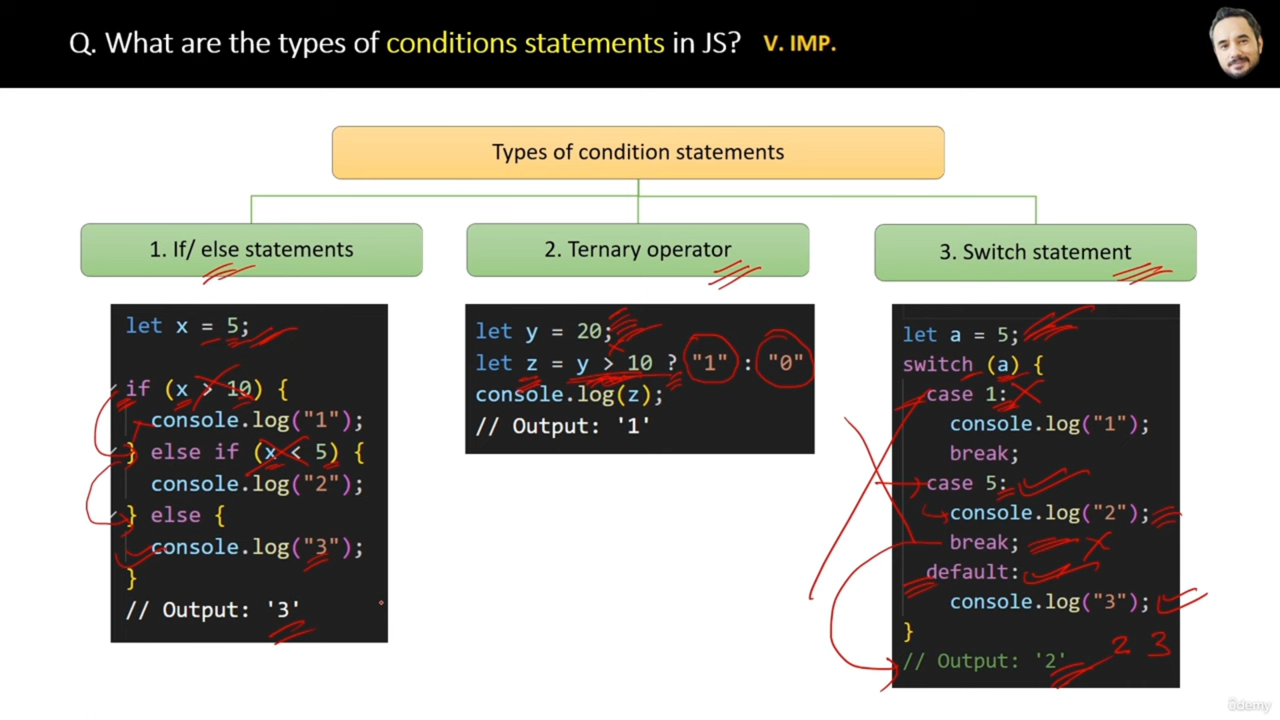 Q. What are the types of conditions statements in JS? V. IMP.
Types of condition statements
1. If/ else statements
let x = 5;
if (x > 10) {
console.log("1");
} else if (x < 5) {
console.log("2");
} else {
console.log("3");
}
// Output: '3'
2. Ternary operator
let y = 20;
let z = y > 10 ? "1" : "0"
console.log(z);
// Output: '1'
3. Switch statement
let a = 5;
switch (a) {
case 1:
console.log("1");
break;
case 5:
console.log("2");
break;
default:
console.log("3");
}
// Output: '2'
2 3
ûdemy